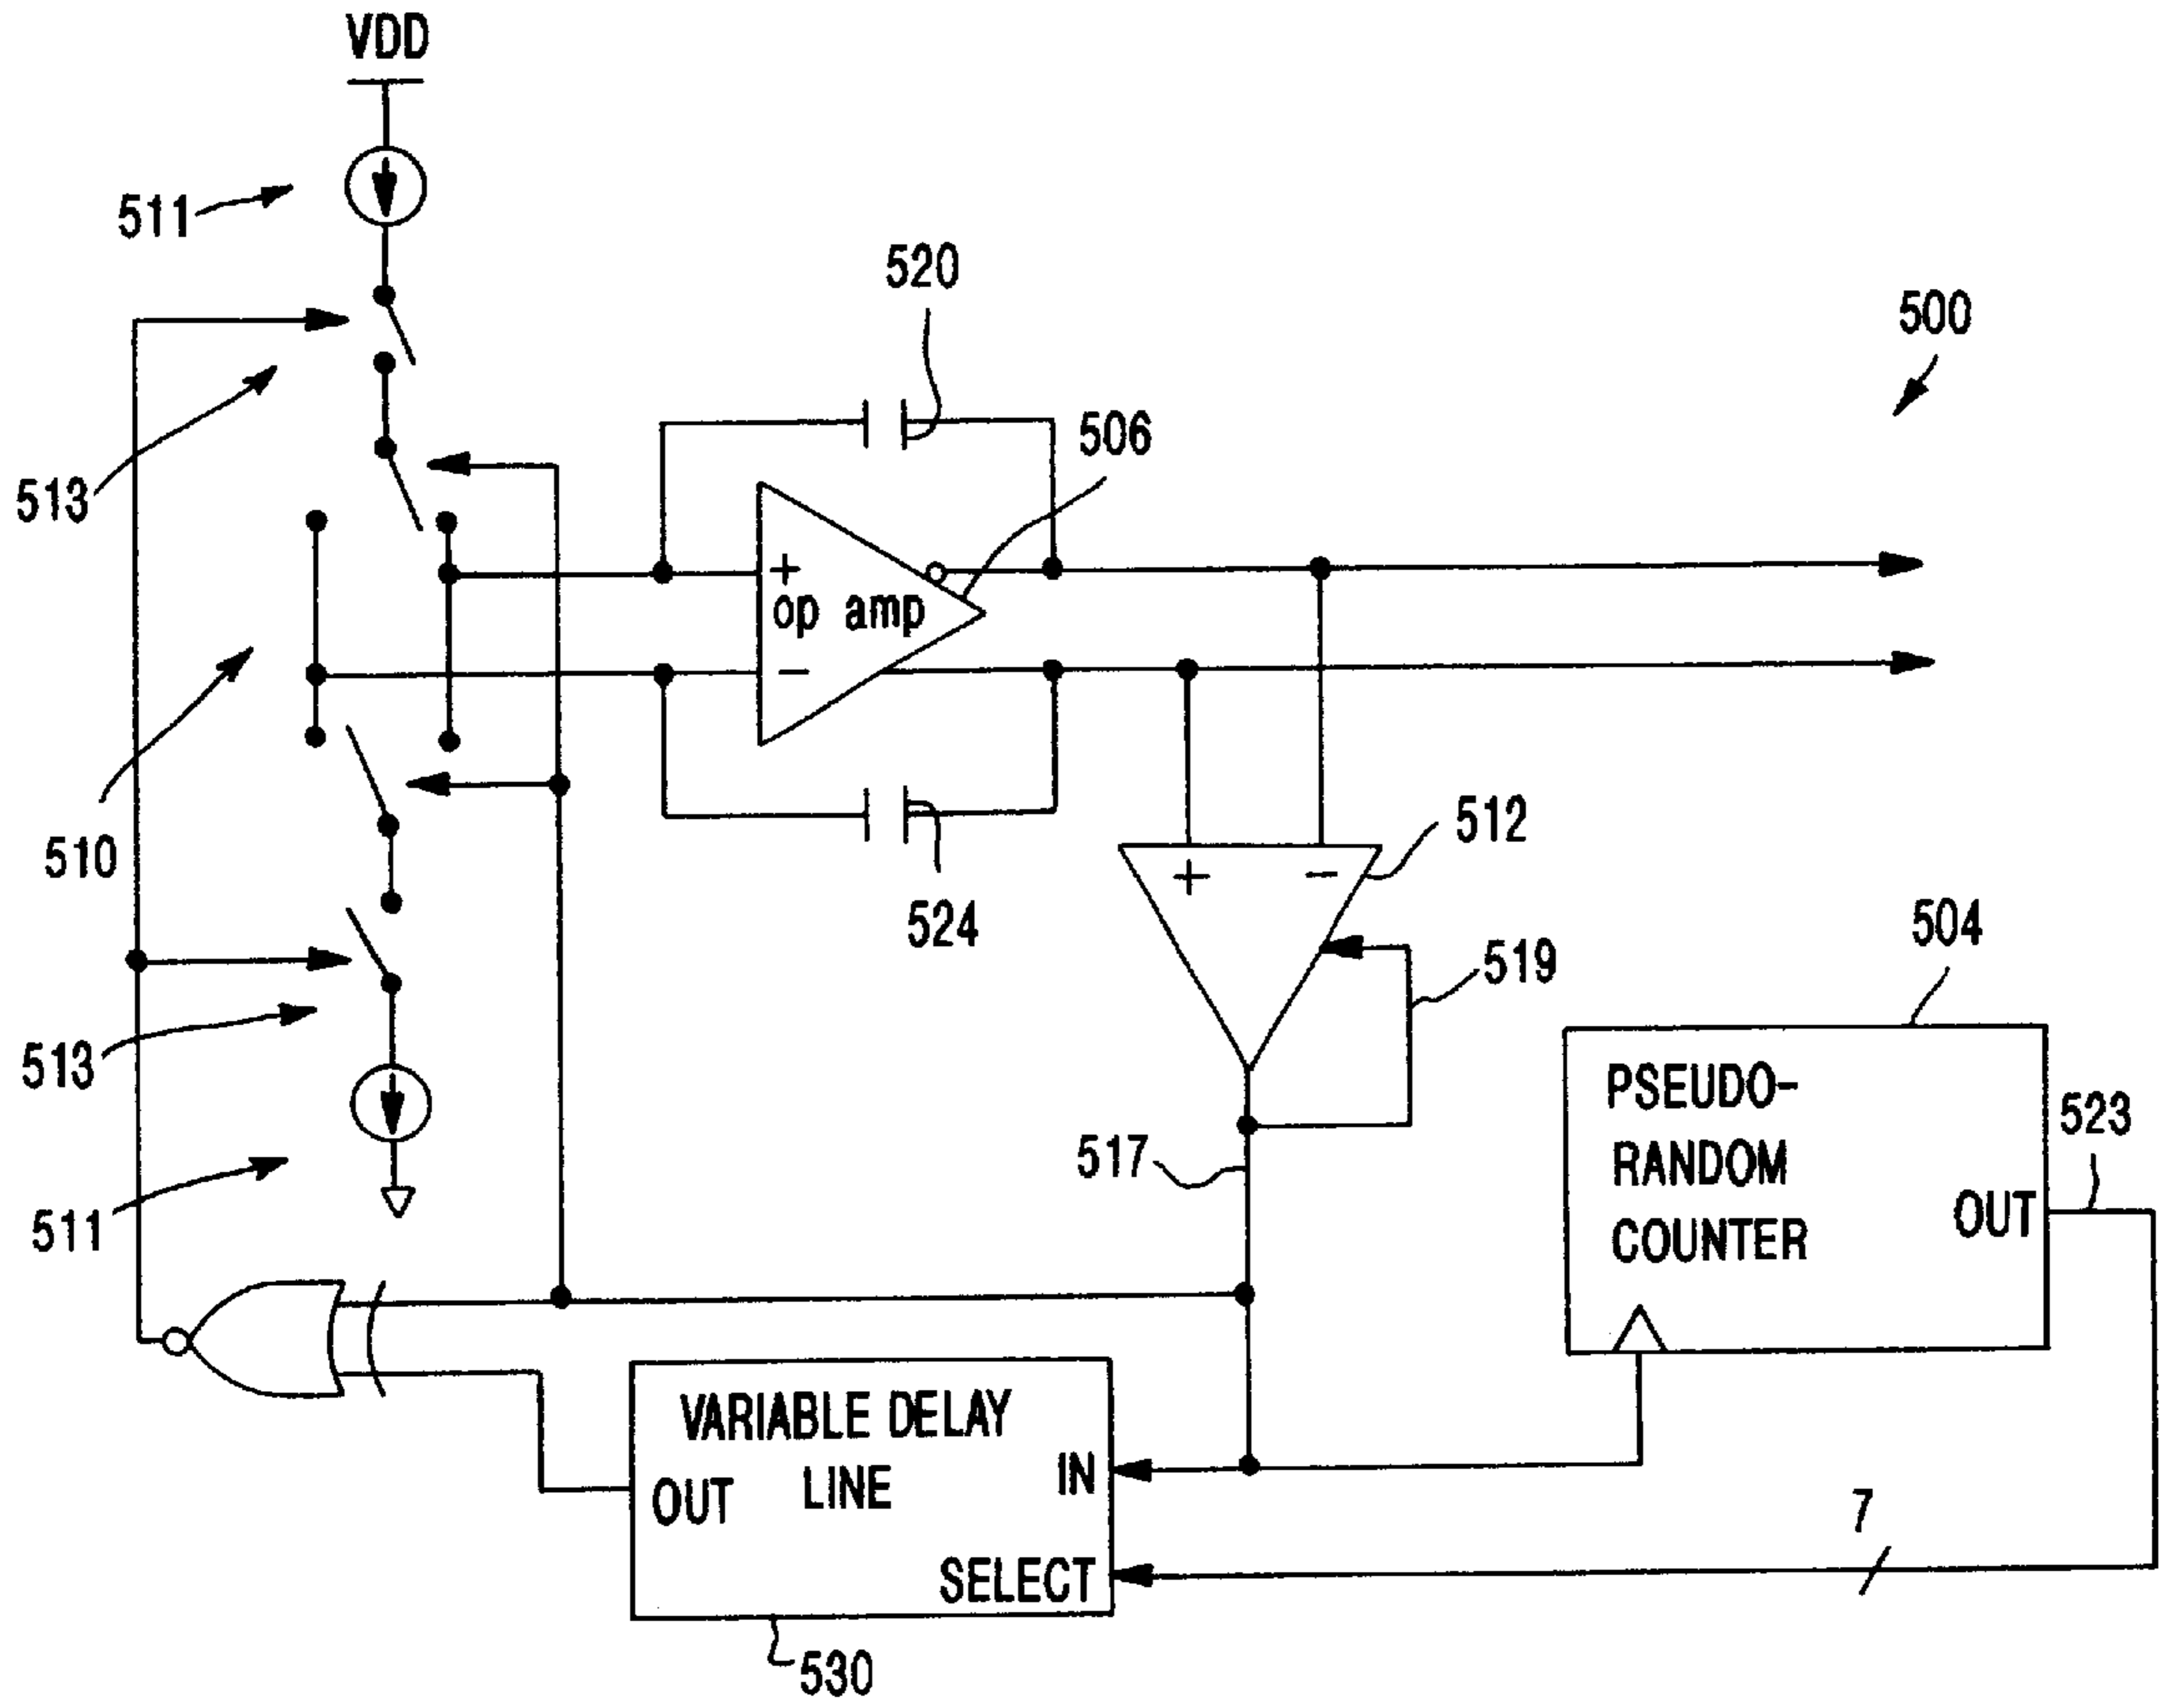 VDD
511
520
500
506
513
+
op amp
−
510
512
+ −
524
504
519
PSEUDO-
RANDOM
COUNTER
OUT
523
513
517
511
VARIABLE DELAY
LINE
IN
OUT
SELECT
7
530